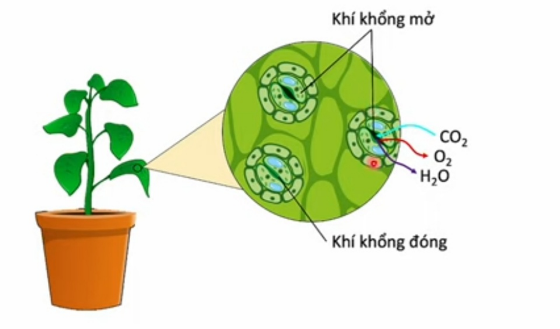 Khí khổng mở
CO₂
O₂
H₂O
Khí khổng đóng